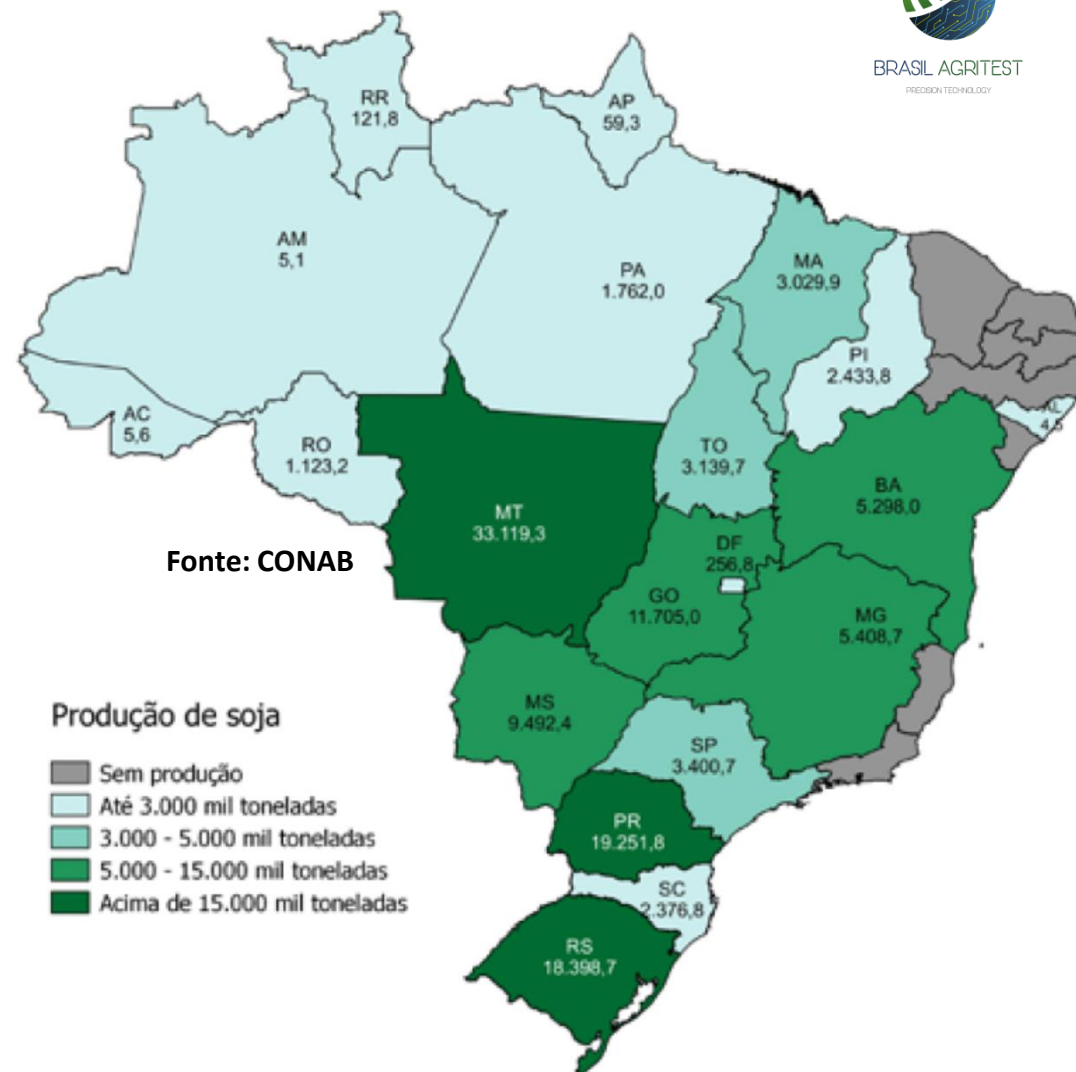 BRASIL AGRITEST
PRECISION TECHNOLOGY
RR
121,8
AP
59,3
AM
5,1
PA
1.762,0
MA
3.029,9
PI
2.433,8
AC
5,6
RO
1.123,2
TO
3.139,7
AL
4,5
BA
5.298,0
MT
33.119,3
DF
256,8
Fonte: CONAB
GO
11.705,0
MG
5.408,7
MS
9.492,4
SP
3.400,7
PR
19.251,8
SC
2.376,8
RS
18.398,7
Produção de soja
Sem produção
Até 3.000 mil toneladas
3.000 - 5.000 mil toneladas
5.000 - 15.000 mil toneladas
Acima de 15.000 mil toneladas